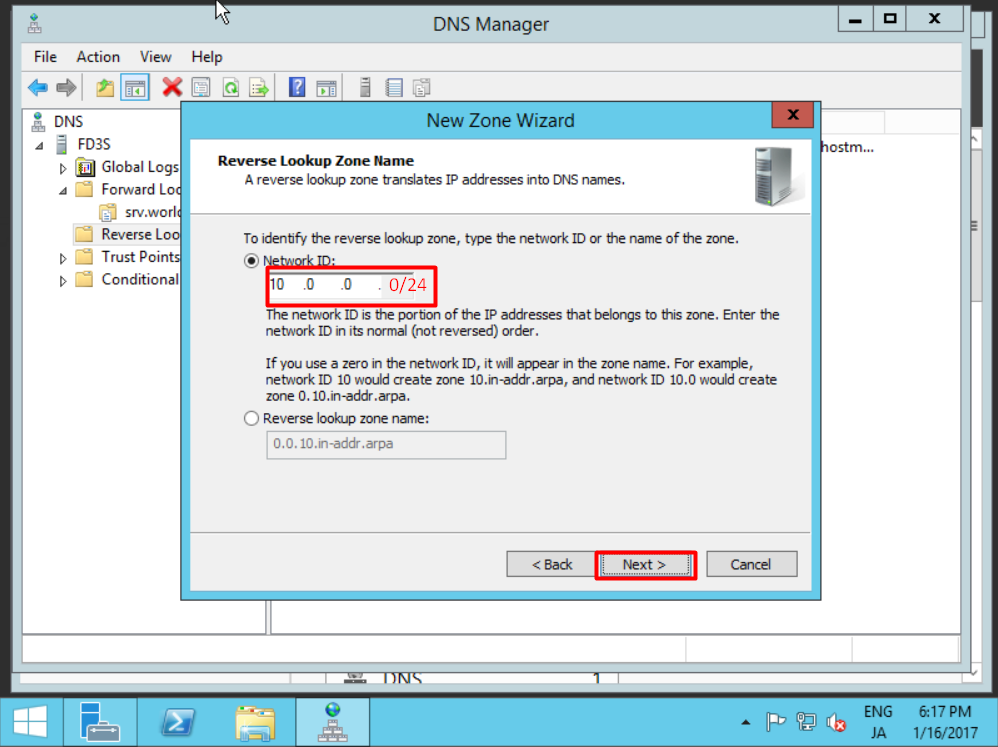 DNS Manager
File Action View Help
DNS
FD3S
Global Logs
Forward Loo
srv.world
Reverse Loo
Trust Points
Conditional
hostm...
New Zone Wizard
Reverse Lookup Zone Name
A reverse lookup zone translates IP addresses into DNS names.
To identify the reverse lookup zone, type the network ID or the name of the zone.
Network ID:
10 .0 .0 . 0/24
The network ID is the portion of the IP addresses that belongs to this zone. Enter the
network ID in its normal (not reversed) order.
If you use a zero in the network ID, it will appear in the zone name. For example,
network ID 10 would create zone 10.in-addr.arpa, and network ID 10.0 would create
zone 0.10.in-addr.arpa.
Reverse lookup zone name:
0.0.10.in-addr.arpa
< Back Next > Cancel
DNS 1
ENG 6:17 PM
JA 1/16/2017